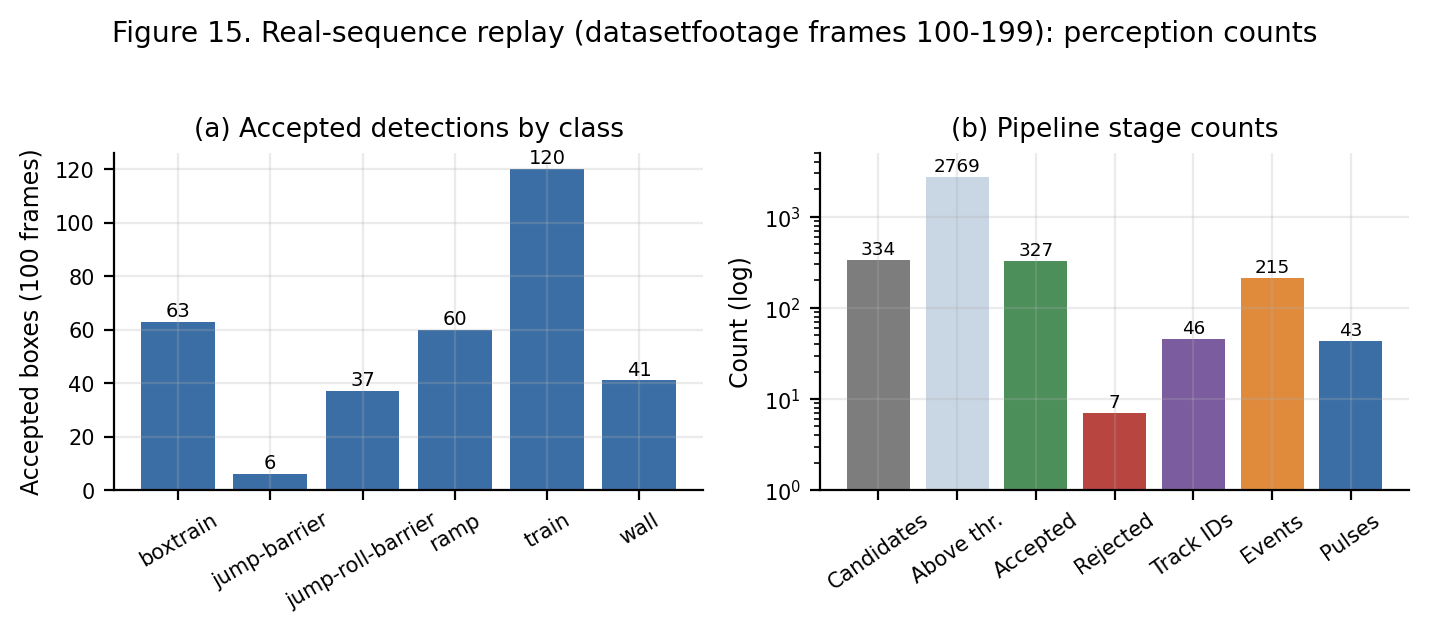 Figure 15. Real-sequence replay (datasetfootage frames 100-199): perception counts
(a) Accepted detections by class
Accepted boxes (100 frames)
120
100
80
60
40
20
0
63
6
37
60
120
41
boxtrain
jump-barrier
jump-roll-barrier
ramp
train
wall
(b) Pipeline stage counts
Count (log)
10³
10²
10¹
10⁰
334
2769
327
7
46
215
43
Candidates
Above thr.
Accepted
Rejected
Track IDs
Events
Pulses